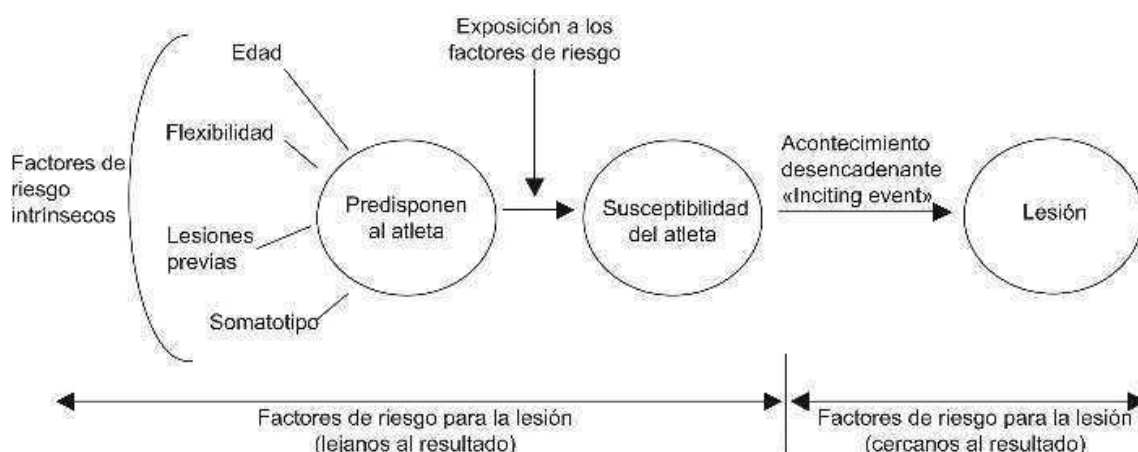 Exposición a los
factores de riesgo
Edad
Flexibilidad
Factores de
riesgo
intrínsecos
Lesiones
previas
Somatotipo
Predisponen
al atleta
Susceptibilidad
del atleta
Acontecimiento
desencadenante
«Inciting event»
Lesión
Factores de riesgo para la lesión
(lejanos al resultado)
Factores de riesgo para la lesión
(cercanos al resultado)